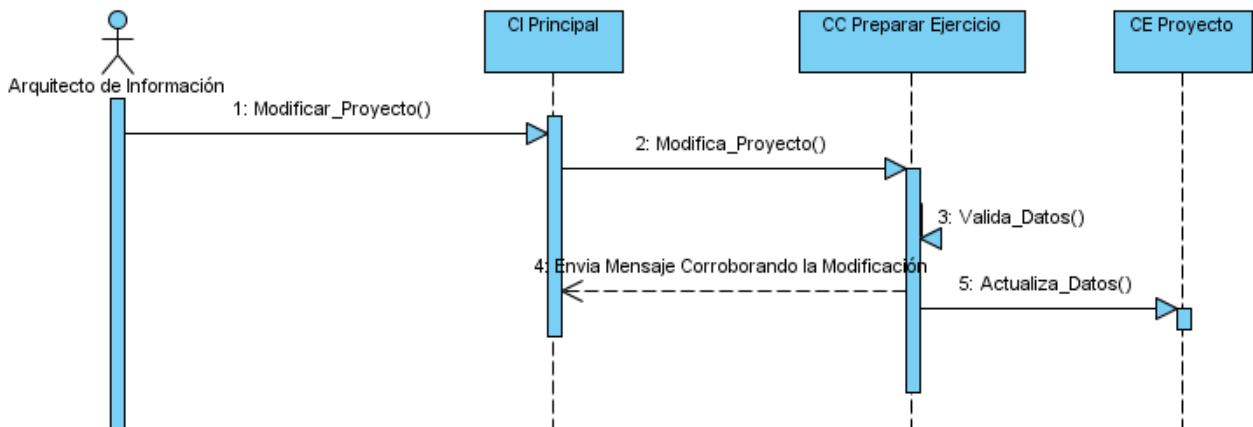 CI Principal
CC Preparar Ejercicio
CE Proyecto
Arquitecto de Información
1: Modificar_Proyecto()
2: Modifica_Proyecto()
3: Valida_Datos()
4: Envia Mensaje Corroborando la Modificación
5: Actualiza_Datos()